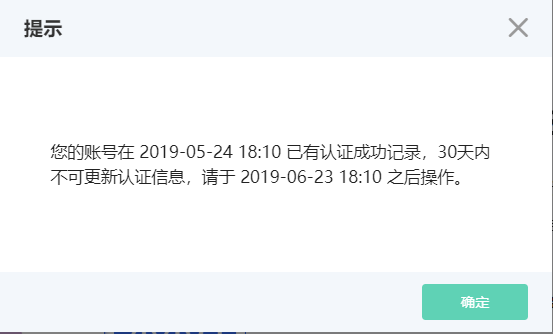 提示
您的账号在 2019-05-24 18:10 已有认证成功记录，30天内
不可更新认证信息，请于 2019-06-23 18:10 之后操作。
确定